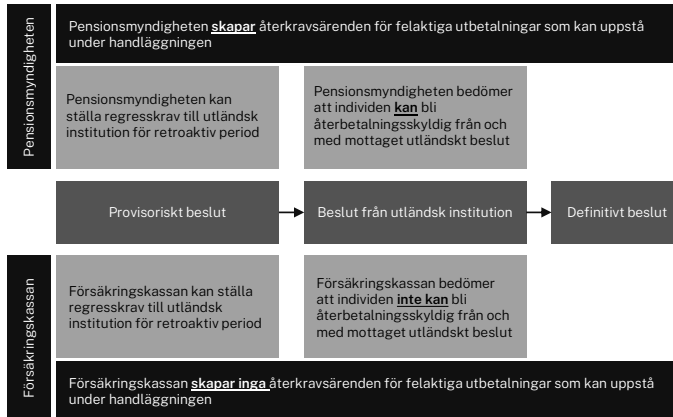 Pensionsmyndigheten
Pensionsmyndigheten skapar återkravsärenden för felaktiga utbetalningar som kan uppstå
under handläggningen
Pensionsmyndigheten kan
ställa regresskrav till utländsk
institution för retroaktiv period
Pensionsmyndigheten bedömer
att individen kan bli
återbetalningsskyldig från och
med mottaget utländskt beslut
Provisoriskt beslut
Beslut från utländsk institution
Definitivt beslut
Försäkringskassan
Försäkringskassan kan ställa
regresskrav till utländsk
institution för retroaktiv period
Försäkringskassan bedömer
att individen inte kan bli
återbetalningsskyldig från och
med mottaget utländskt beslut
Försäkringskassan skapar inga återkravsärenden för felaktiga utbetalningar som kan uppstå
under handläggningen